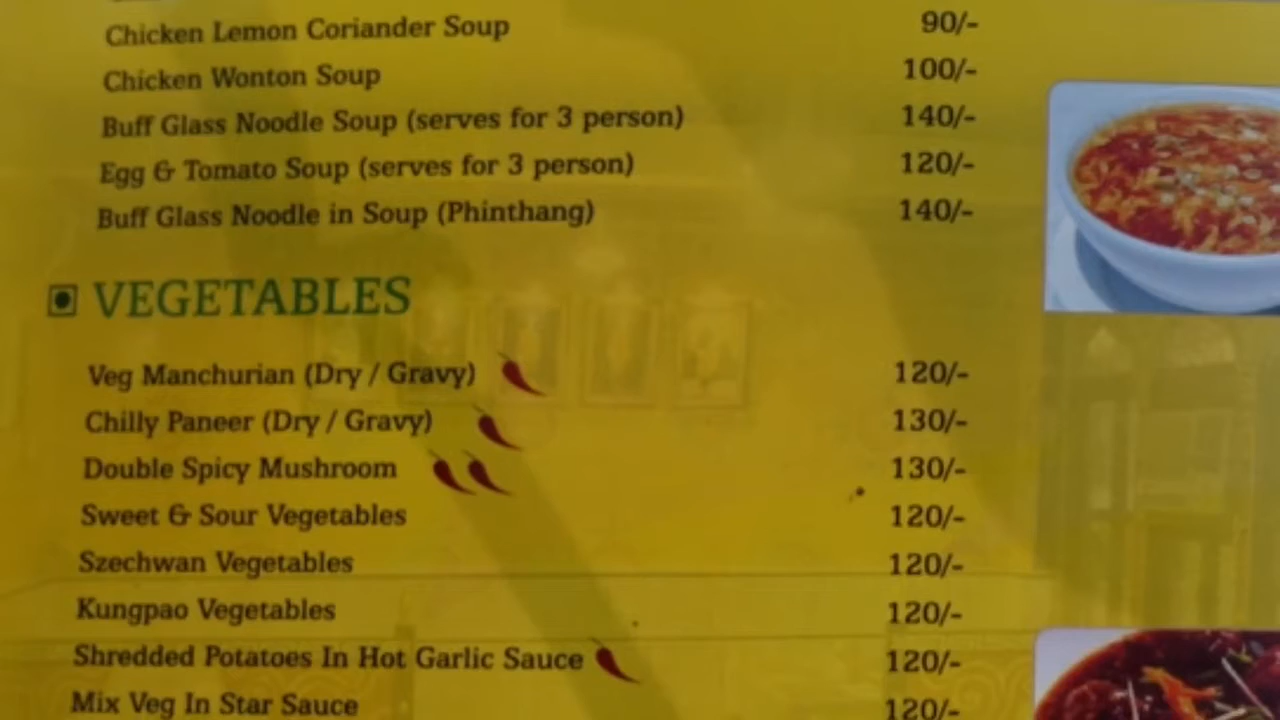 Chicken Lemon Coriander Soup 90/-
Chicken Wonton Soup 100/-
Buff Glass Noodle Soup (serves for 3 person) 140/-
Egg & Tomato Soup (serves for 3 person) 120/-
Buff Glass Noodle in Soup (Phinthang) 140/-
VEGETABLES
Veg Manchurian (Dry / Gravy) 120/-
Chilly Paneer (Dry / Gravy) 130/-
Double Spicy Mushroom 130/-
Sweet & Sour Vegetables 120/-
Szechwan Vegetables 120/-
Kungpao Vegetables 120/-
Shredded Potatoes In Hot Garlic Sauce 120/-
Mix Veg In Star Sauce 120/-